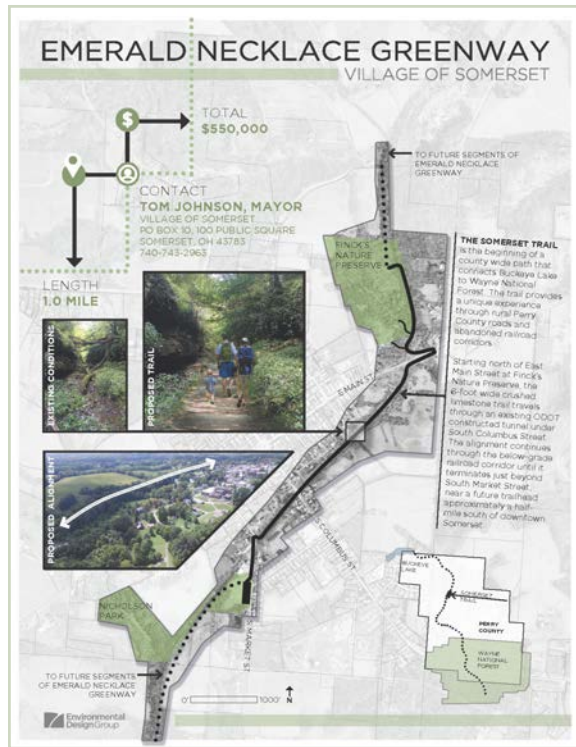 EMERALD NECKLACE GREENWAY
VILLAGE OF SOMERSET
TOTAL
$550,000
CONTACT
TOM JOHNSON, MAYOR
VILLAGE OF SOMERSET
PO BOX 10, 100 PUBLIC SQUARE
SOMERSET, OH 43783
740-743-2963
LENGTH
1.0 MILE
TO FUTURE SEGMENTS OF
EMERALD NECKLACE
GREENWAY
FINCK'S
NATURE
PRESERVE
THE SOMERSET TRAIL
is the beginning of a
county wide path that
connects Buckeye Lake
to Wayne National
Forest. The trail provides
a unique experience
through rural Perry
County roads and
abandoned railroad
corridors.
Starting north of East
Main Street at Finck's
Nature Preserve, the
8-foot wide crushed
limestone trail travels
through an existing ODOT
constructed tunnel under
South Columbus Street.
The alignment continues
through the below-grade
railroad corridor until it
terminates just beyond
South Market Street
near a future trailhead
approximately a half-
mile south of downtown
Somerset.
EXISTING CONDITIONS
PROPOSED TRAIL
E MAIN ST
PROPOSED ALIGNMENT
S COLUMBUS ST
S MARKET ST
NICHOLSON
PARK
TO FUTURE SEGMENTS
OF EMERALD NECKLACE
GREENWAY
0'
1000'
N
BUCKEYE
LAKE
SOMERSET
TRAIL
PERRY
COUNTY
WAYNE
NATIONAL
FOREST
Environmental
DesignGroup